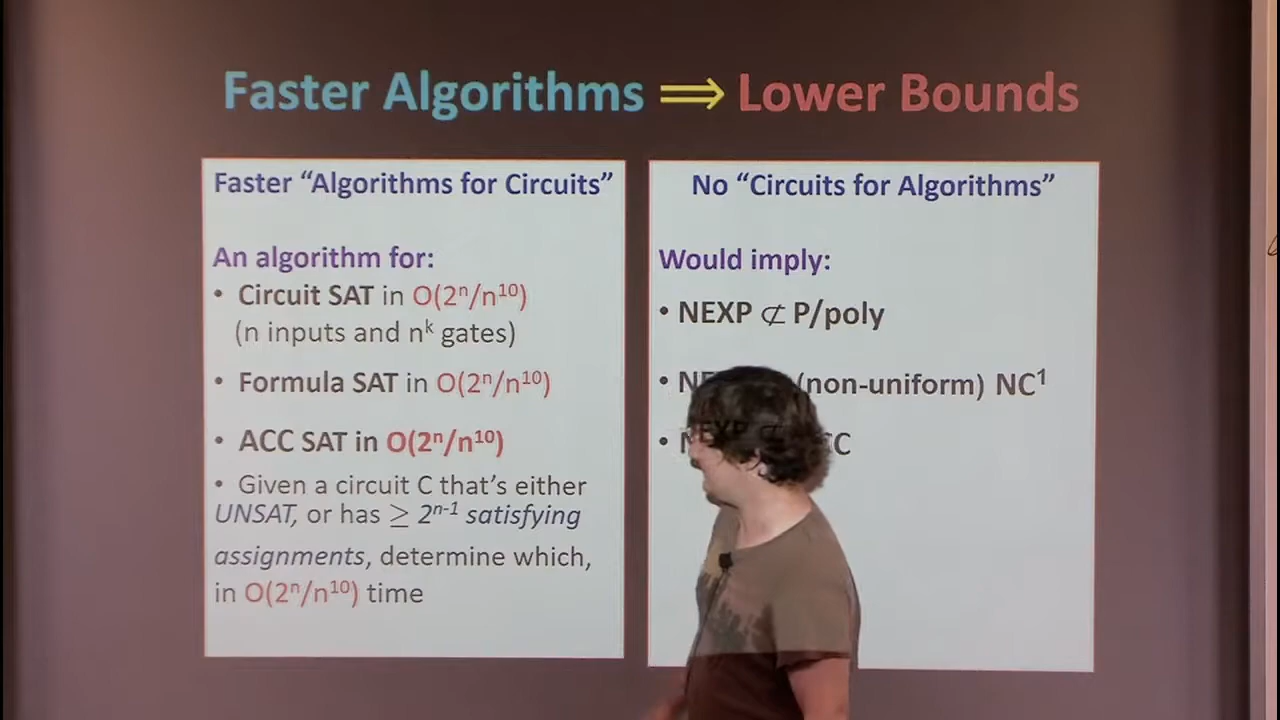 Faster Algorithms ⟹ Lower Bounds
Faster “Algorithms for Circuits”
An algorithm for:
• Circuit SAT in O(2ⁿ/n¹⁰)
(n inputs and nᵏ gates)
• Formula SAT in O(2ⁿ/n¹⁰)
• ACC SAT in O(2ⁿ/n¹⁰)
• Given a circuit C that’s either
UNSAT, or has ≥ 2ⁿ⁻¹ satisfying
assignments, determine which,
in O(2ⁿ/n¹⁰) time
No “Circuits for Algorithms”
Would imply:
• NEXP ⊄ P/poly
• (non-uniform) NC¹
•